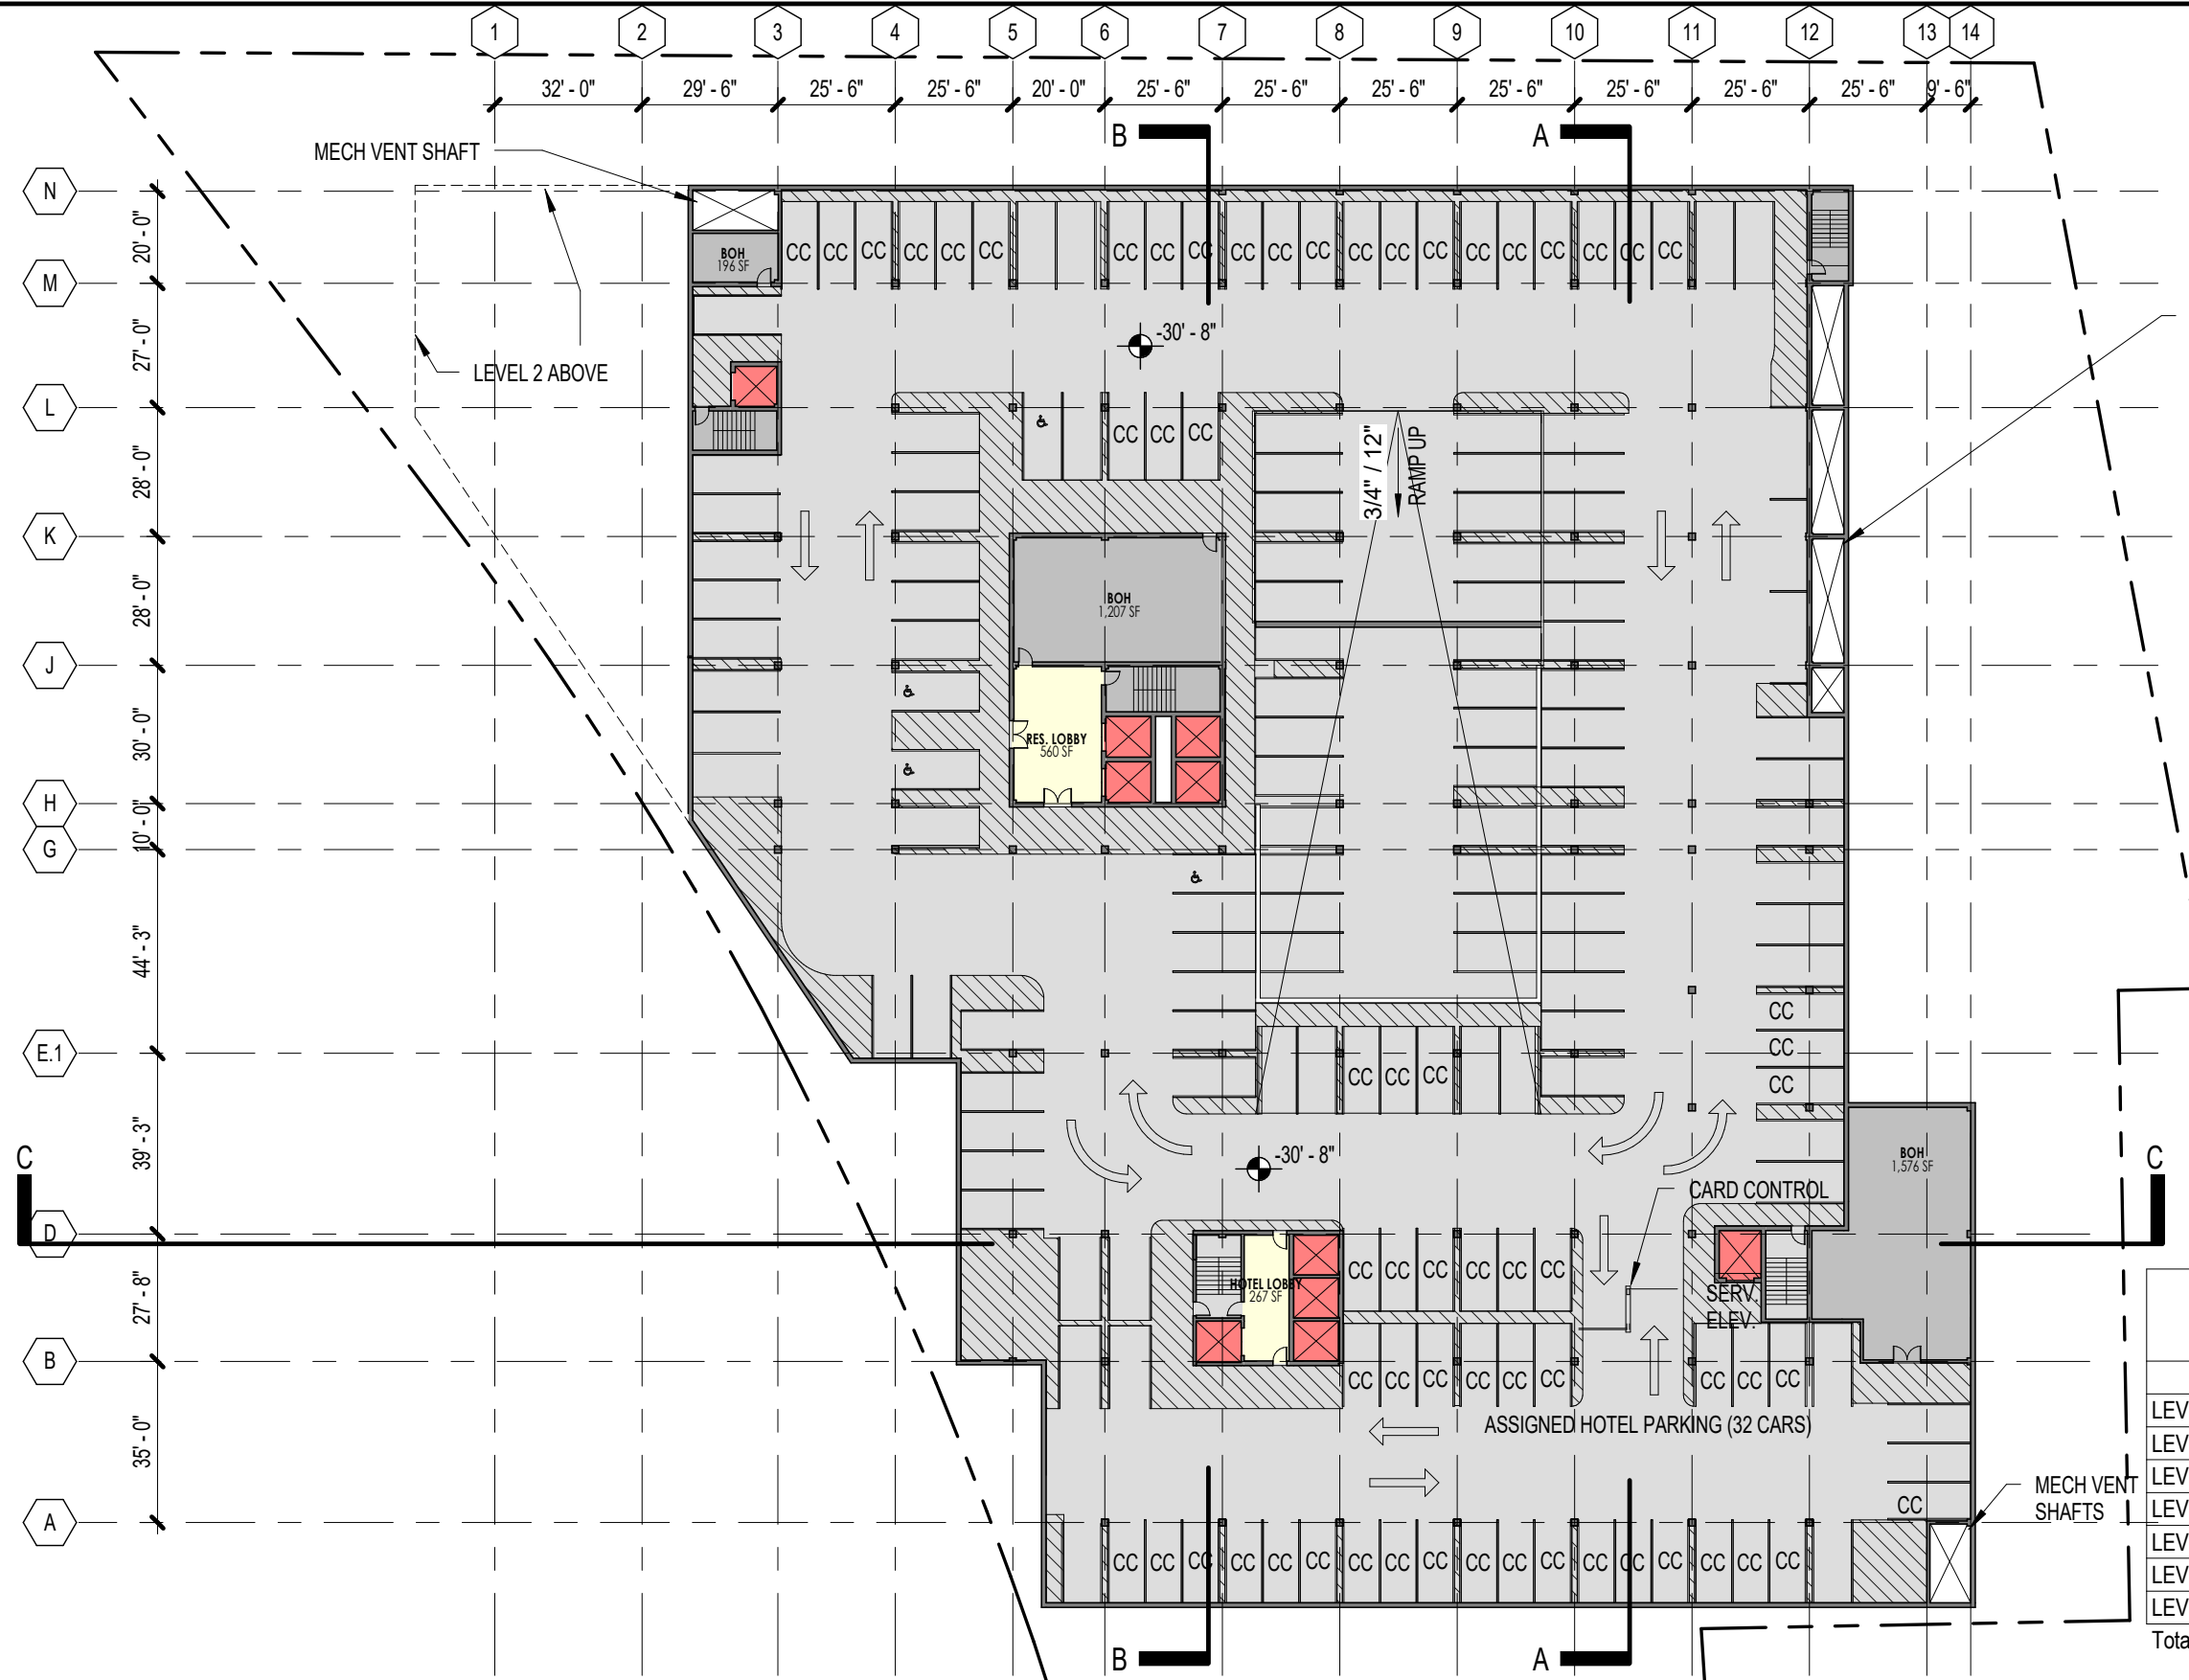 1 2 3 4 5 6 7 8 9 10 11 12 13 14
32' - 0" 29' - 6" 25' - 6" 25' - 6" 20' - 0" 25' - 6" 25' - 6" 25' - 6" 25' - 6" 25' - 6" 25' - 6" 25' - 6" 9' - 6"
B A
MECH VENT SHAFT
N
20' - 0"
BOH
196 SF
CC CC CC CC CC CC CC CC CC CC CC CC CC CC CC CC CC CC CC CC CC
M
27' - 0"
-30' - 8"
LEVEL 2 ABOVE
L
CC CC CC
3/4" / 12"
RAMP UP
28' - 0"
K
28' - 0"
BOH
1,207 SF
J
30' - 0"
RES. LOBBY
560 SF
H
10' - 0"
G
44' - 3"
CC
CC
CC
E.1
CC CC CC
39' - 3"
-30' - 8"
BOH
1,576 SF
C C
CARD CONTROL
D
27' - 8"
HOTEL LOBBY
267 SF
CC CC CC CC CC CC
SERV.
ELEV.
B
CC CC CC CC CC CC CC CC CC
35' - 0"
ASSIGNED HOTEL PARKING (32 CARS)
LEV
LEV
LEV
LEV
LEV
LEV
LEV
Tota
MECH VENT
SHAFTS
CC
A
CC CC CC CC CC CC CC CC CC CC CC CC CC CC CC CC CC CC
B A